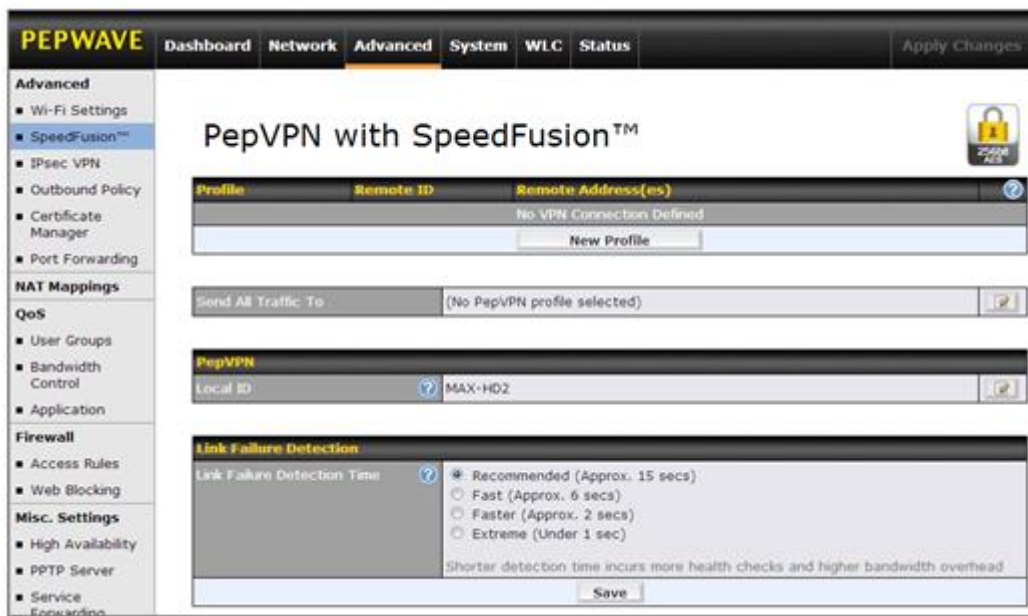 PEPWAVE
Dashboard Network Advanced System WLC Status Apply Changes
Advanced
Wi-Fi Settings
SpeedFusion™
IPsec VPN
Outbound Policy
Certificate
Manager
Port Forwarding
NAT Mappings
QoS
User Groups
Bandwidth
Control
Application
Firewall
Access Rules
Web Blocking
Misc. Settings
High Availability
PPTP Server
Service
Forwarding
PepVPN with SpeedFusion™
256bit
AES
Profile Remote ID Remote Address(es)
No VPN Connection Defined
New Profile
Send All Traffic To (No PepVPN profile selected)
PepVPN
Local ID MAX-HD2
Link Failure Detection
Link Failure Detection Time
Recommended (Approx. 15 secs)
Fast (Approx. 6 secs)
Faster (Approx. 2 secs)
Extreme (Under 1 sec)
Shorter detection time incurs more health checks and higher bandwidth overhead
Save